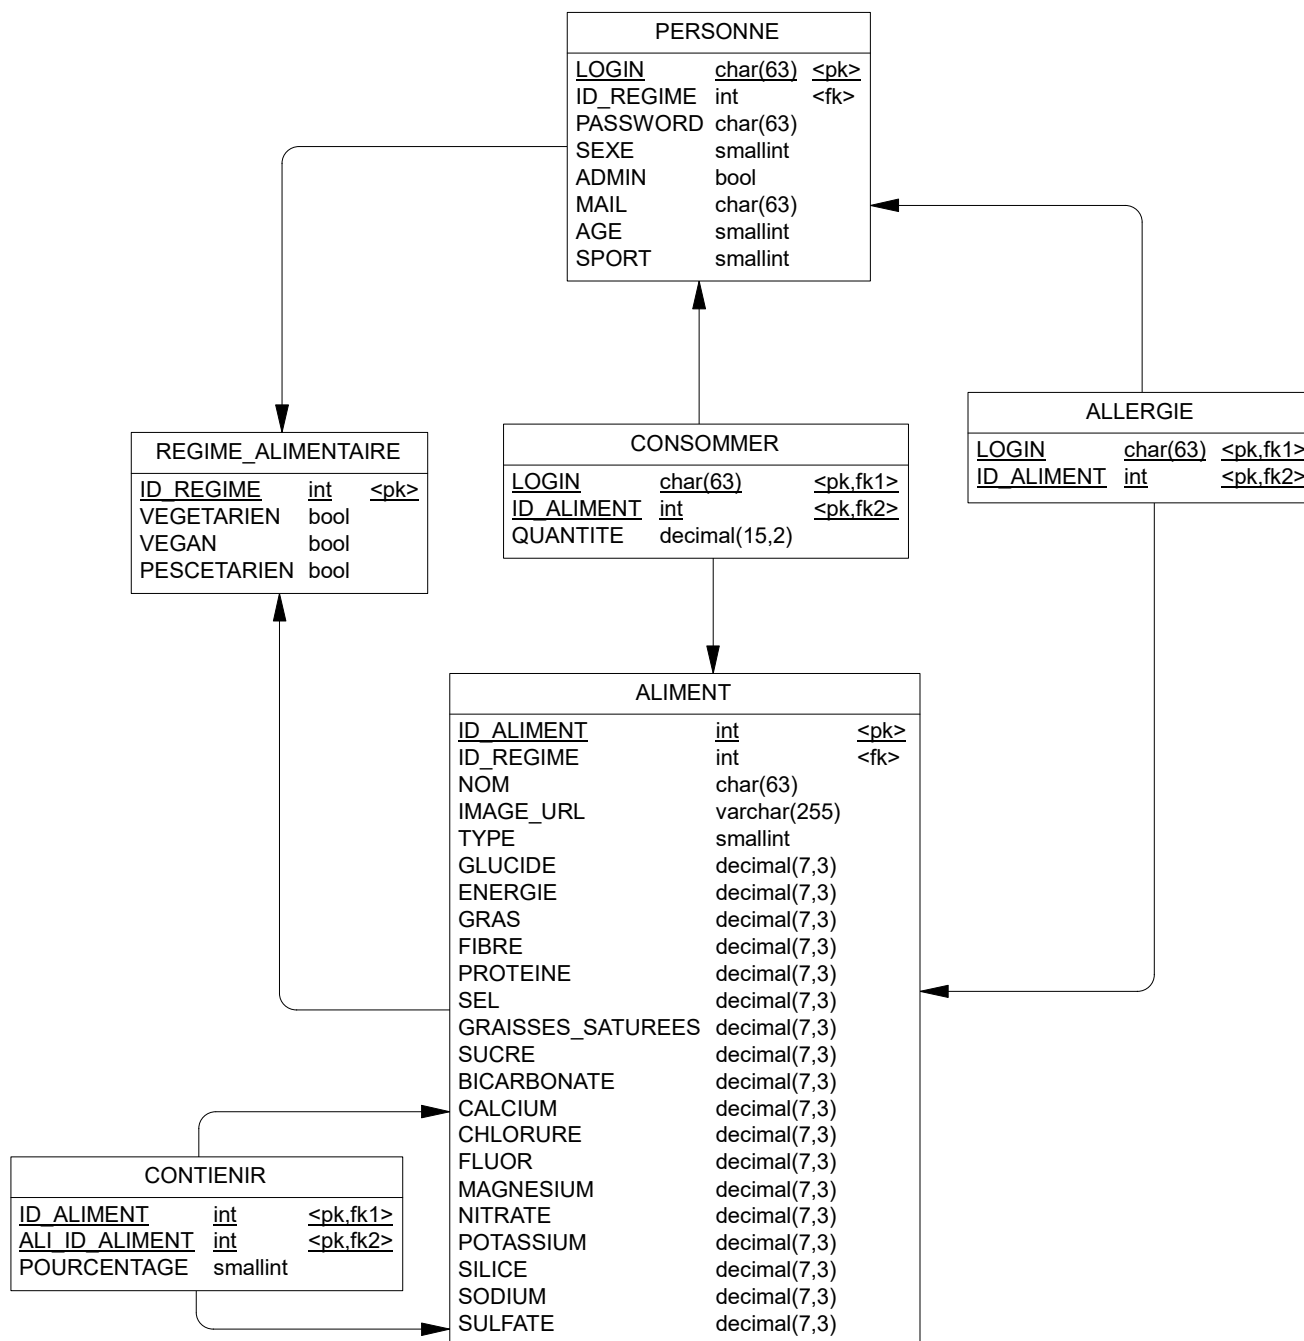 PERSONNE
LOGIN char(63) <pk>
ID_REGIME int <fk>
PASSWORD char(63)
SEXE smallint
ADMIN bool
MAIL char(63)
AGE smallint
SPORT smallint
REGIME_ALIMENTAIRE
ID_REGIME int <pk>
VEGETARIEN bool
VEGAN bool
PESCETARIEN bool
CONSOMMER
LOGIN char(63) <pk,fk1>
ID_ALIMENT int <pk,fk2>
QUANTITE decimal(15,2)
ALLERGIE
LOGIN char(63) <pk,fk1>
ID_ALIMENT int <pk,fk2>
ALIMENT
ID_ALIMENT int <pk>
ID_REGIME int <fk>
NOM char(63)
IMAGE_URL varchar(255)
TYPE smallint
GLUCIDE decimal(7,3)
ENERGIE decimal(7,3)
GRAS decimal(7,3)
FIBRE decimal(7,3)
PROTEINE decimal(7,3)
SEL decimal(7,3)
GRAISSES_SATUREES decimal(7,3)
SUCRE decimal(7,3)
BICARBONATE decimal(7,3)
CALCIUM decimal(7,3)
CHLORURE decimal(7,3)
FLUOR decimal(7,3)
MAGNESIUM decimal(7,3)
NITRATE decimal(7,3)
POTASSIUM decimal(7,3)
SILICE decimal(7,3)
SODIUM decimal(7,3)
SULFATE decimal(7,3)
CONTIENIR
ID_ALIMENT int <pk,fk1>
ALI_ID_ALIMENT int <pk,fk2>
POURCENTAGE smallint